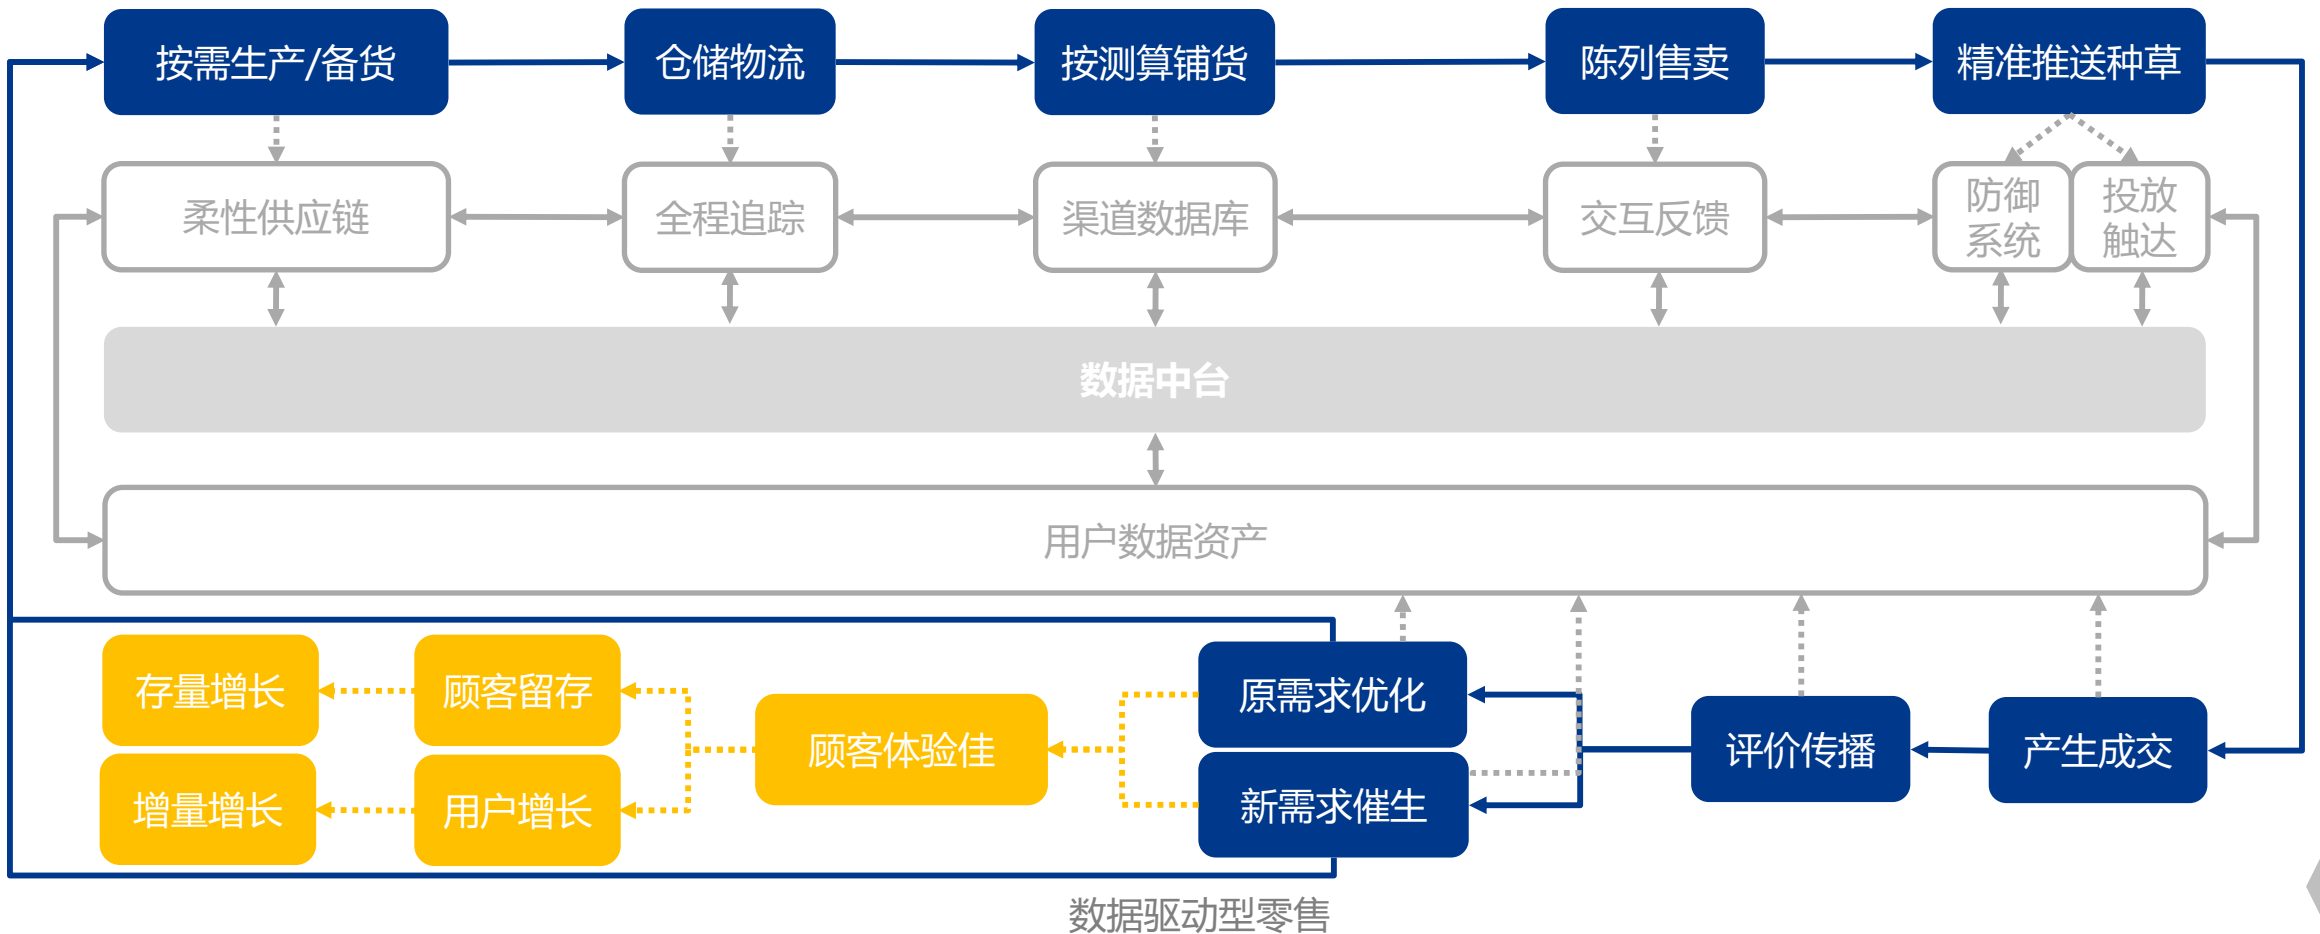 按需生产/备货
仓储物流
按测算铺货
陈列售卖
精准推送种草
柔性供应链
全程追踪
渠道数据库
交互反馈
防御
系统
投放
触达
数据中台
用户数据资产
存量增长
顾客留存
顾客体验佳
原需求优化
评价传播
产生成交
增量增长
用户增长
新需求催生
数据驱动型零售